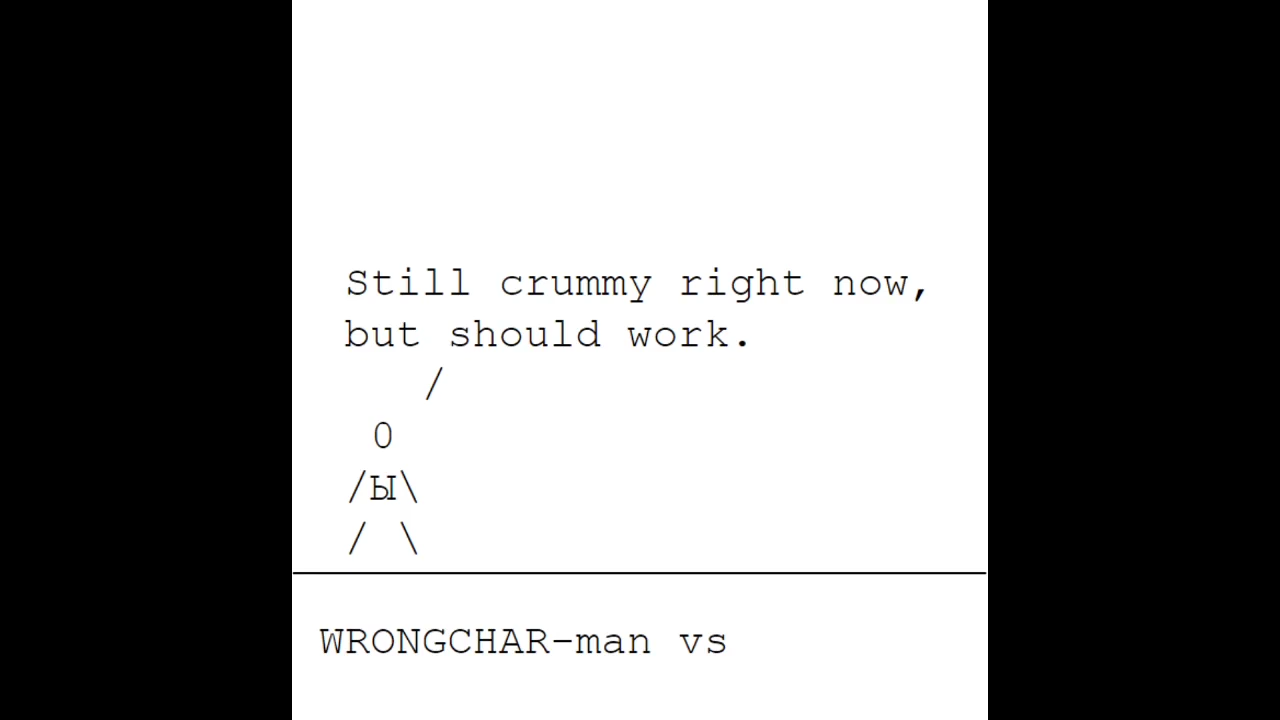 Still crummy right now,
but should work.
/
0
/Ы\
/ \
WRONGCHAR-man vs